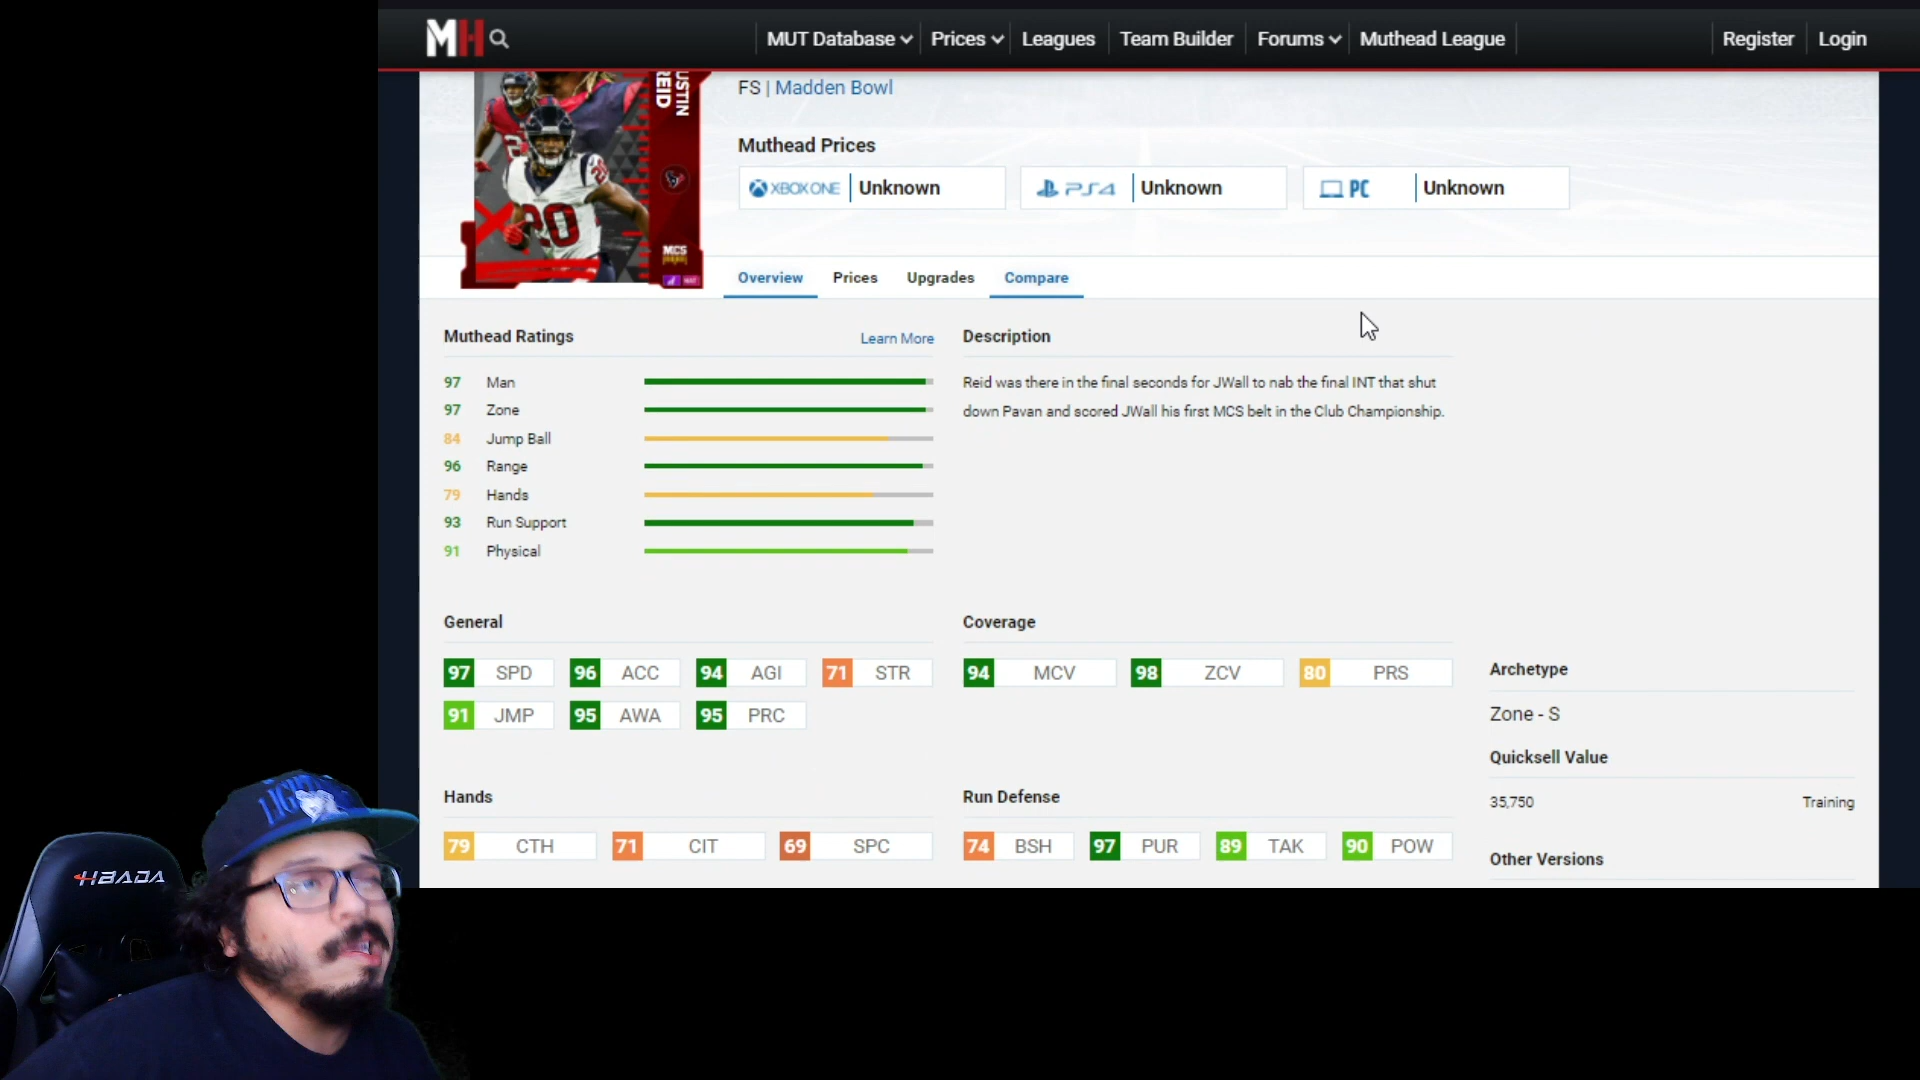 MH MUT Database Prices Leagues Team Builder Forums Muthead League Register Login
USTIN
REID
20
MCS
FS | Madden Bowl
Muthead Prices
XBOX ONE Unknown PS4 Unknown PC Unknown
Overview Prices Upgrades Compare
Muthead Ratings Learn More
97 Man
97 Zone
84 Jump Ball
96 Range
79 Hands
93 Run Support
91 Physical
Description
Reid was there in the final seconds for JWall to nab the final INT that shut
down Pavan and scored JWall his first MCS belt in the Club Championship.
General
97 SPD 96 ACC 94 AGI 71 STR
91 JMP 95 AWA 95 PRC
Coverage
94 MCV 98 ZCV 80 PRS
Archetype
Zone - S
Quicksell Value
35,750 Training
Other Versions
Hands
79 CTH 71 CIT 69 SPC
Run Defense
74 BSH 97 PUR 89 TAK 90 POW
HBADA